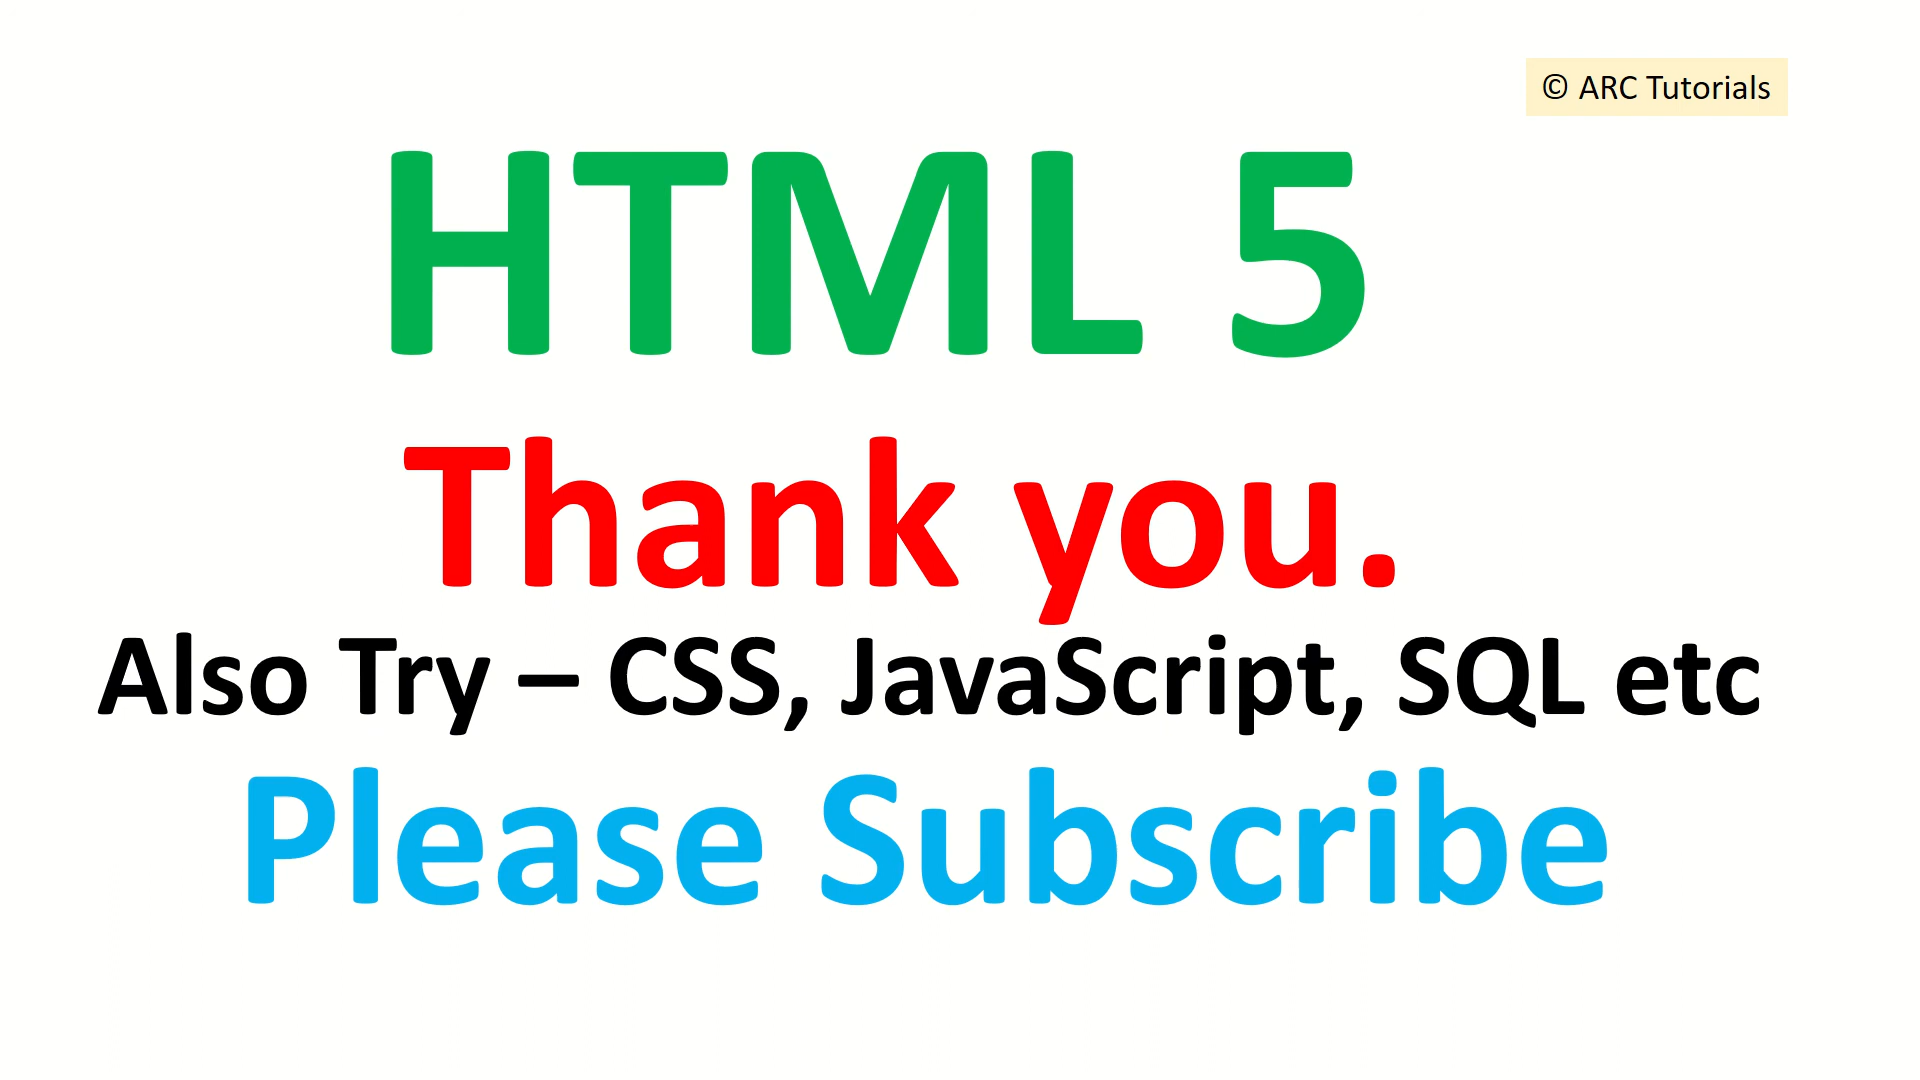 © ARC Tutorials
HTML 5
Thank you.
Also Try – CSS, JavaScript, SQL etc
Please Subscribe